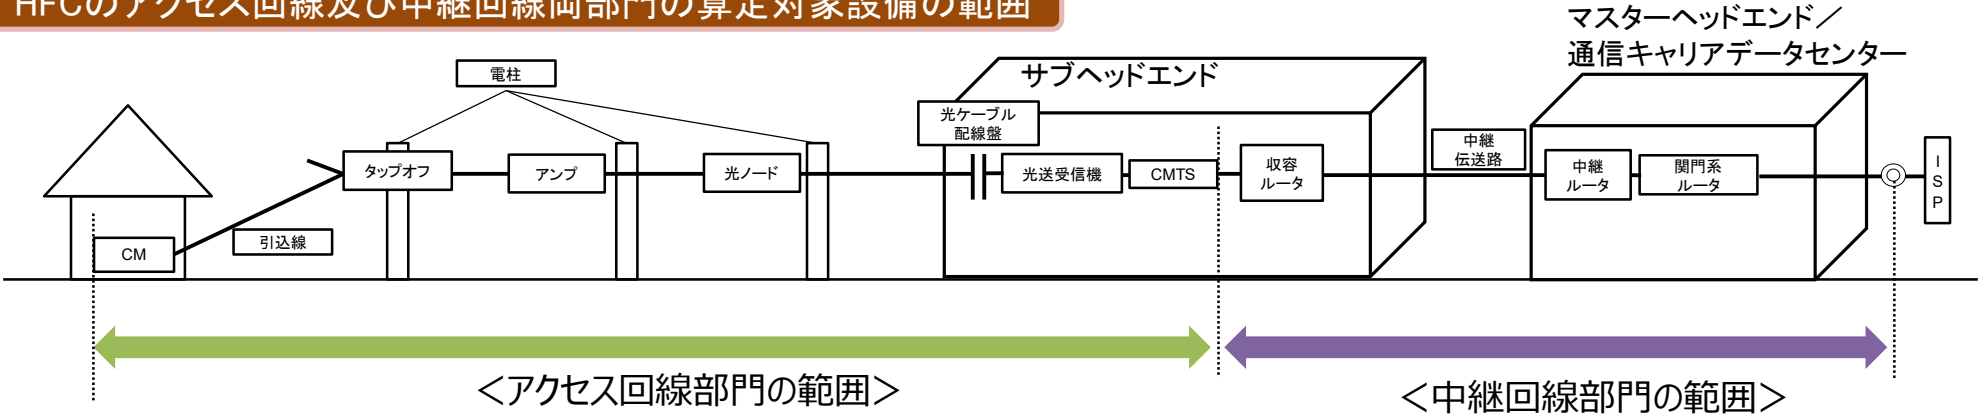 HFCのアクセス回線及び中継回線両部門の算定対象設備の範囲
マスターヘッドエンド／
通信キャリアデータセンター
サブヘッドエンド
電柱
光ケーブル
配線盤
タップオフ
アンプ
光ノード
光送受信機
CMTS
収容
ルータ
中継
伝送路
中継
ルータ
関門系
ルータ
ISP
CM
引込線
＜アクセス回線部門の範囲＞
＜中継回線部門の範囲＞